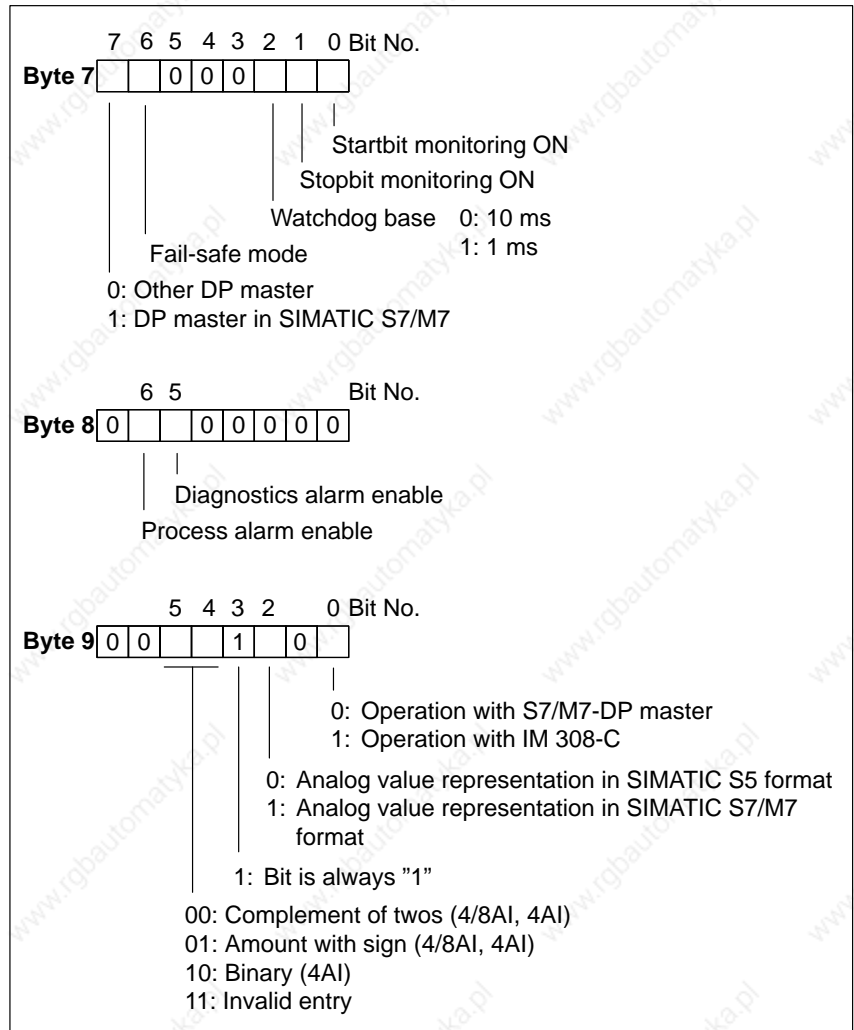 7 6 5 4 3 2 1 0 Bit No.
Byte 7 0 0 0
Startbit monitoring ON
Stopbit monitoring ON
Watchdog base 0: 10 ms
1: 1 ms
Fail-safe mode
0: Other DP master
1: DP master in SIMATIC S7/M7
6 5 Bit No.
Byte 8 0 0 0 0 0 0
Diagnostics alarm enable
Process alarm enable
5 4 3 2 0 Bit No.
Byte 9 0 0 1 0
0: Operation with S7/M7-DP master
1: Operation with IM 308-C
0: Analog value representation in SIMATIC S5 format
1: Analog value representation in SIMATIC S7/M7
format
1: Bit is always ”1”
00: Complement of twos (4/8AI, 4AI)
01: Amount with sign (4/8AI, 4AI)
10: Binary (4AI)
11: Invalid entry
www.rgbautomatyka.pl